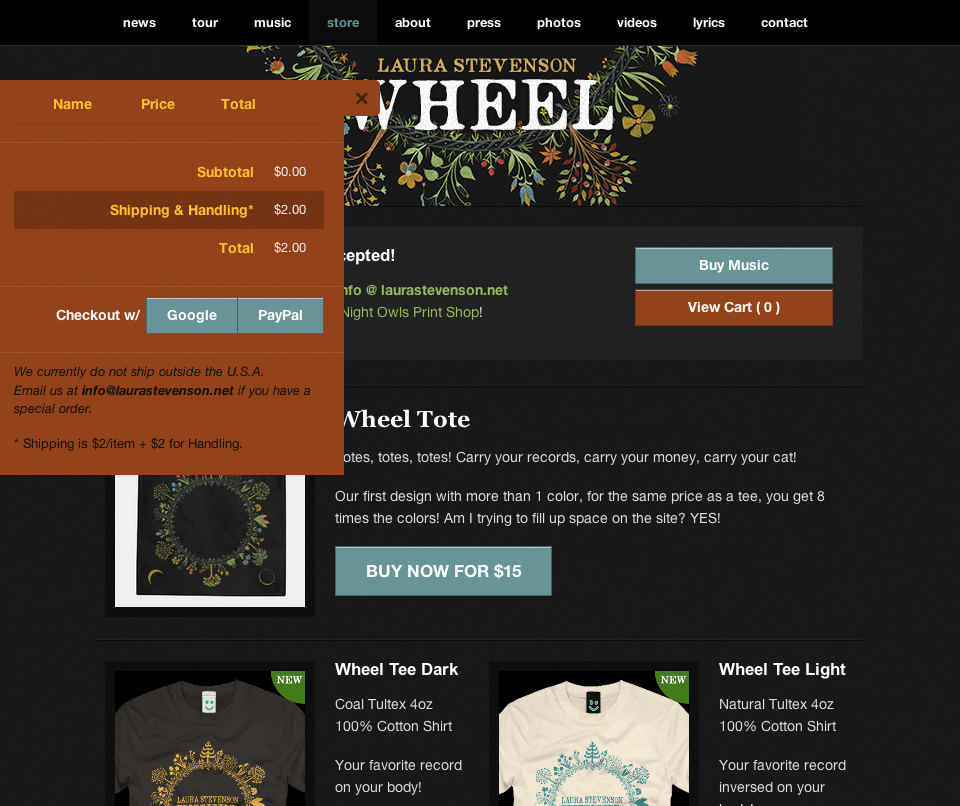 news tour music store about press photos videos lyrics contact
LAURA STEVENSON
WHEEL
Name Price Total
×
Subtotal $0.00
Shipping & Handling* $2.00
Total $2.00
Checkout w/ Google PayPal
We currently do not ship outside the U.S.A.
Email us at info@laurastevenson.net if you have a
special order.
* Shipping is $2/item + $2 for Handling.
cepted!
nfo @ laurastevenson.net
Night Owls Print Shop!
Buy Music
View Cart ( 0 )
Wheel Tote
otes, totes, totes! Carry your records, carry your money, carry your cat!
Our first design with more than 1 color, for the same price as a tee, you get 8
times the colors! Am I trying to fill up space on the site? YES!
BUY NOW FOR $15
NEW
LAURA STEVENSON
Wheel Tee Dark
Coal Tultex 4oz
100% Cotton Shirt
Your favorite record
on your body!
NEW
LAURA STEVENSON
Wheel Tee Light
Natural Tultex 4oz
100% Cotton Shirt
Your favorite record
inversed on your